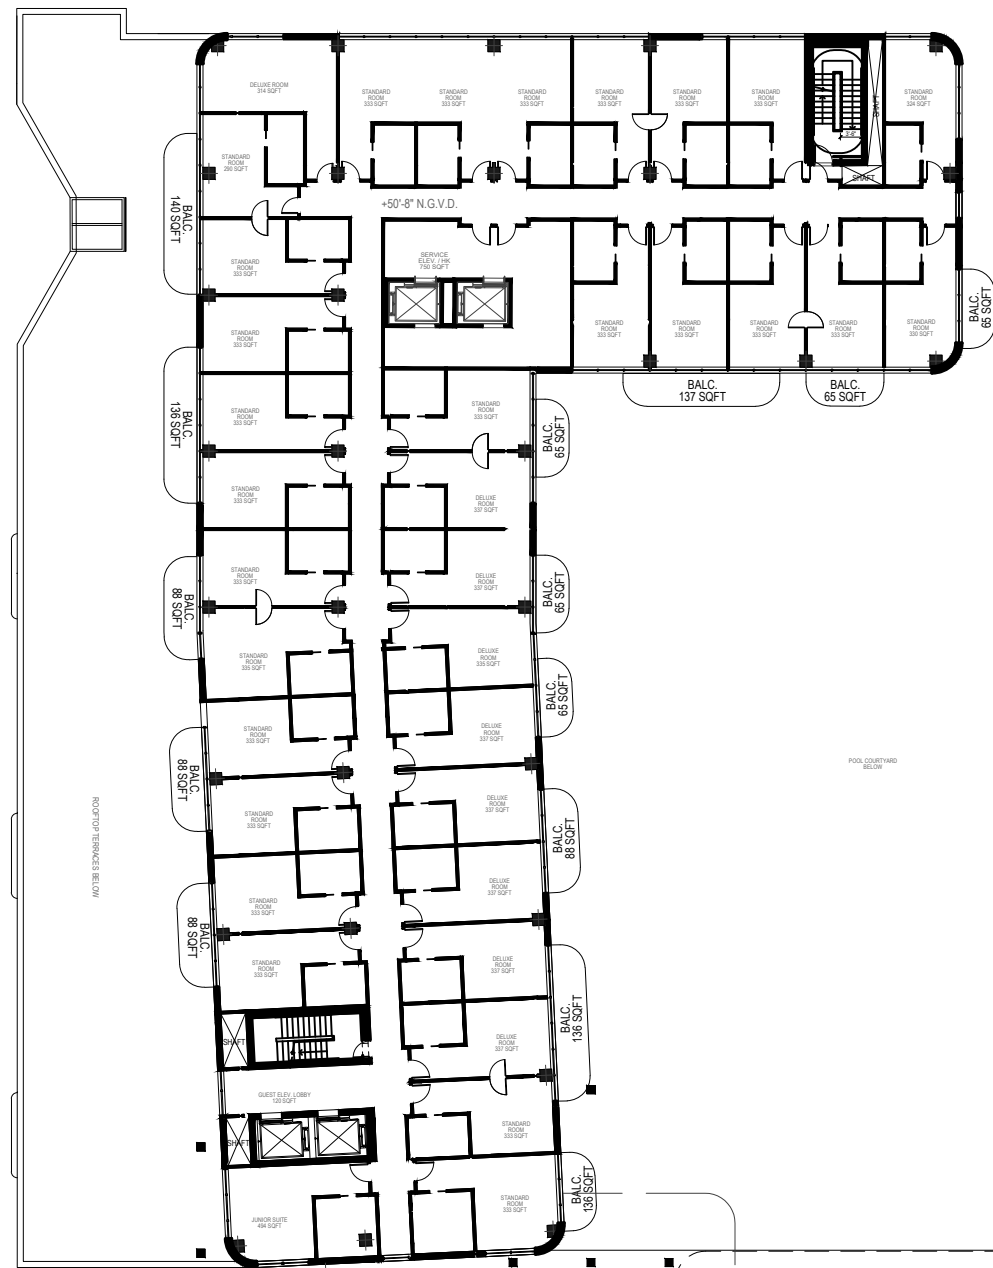 DELUXE ROOM
314 SQFT
STANDARD
ROOM
333 SQFT
STANDARD
ROOM
333 SQFT
STANDARD
ROOM
333 SQFT
STANDARD
ROOM
333 SQFT
STANDARD
ROOM
333 SQFT
STANDARD
ROOM
333 SQFT
3'-8"
SHAFT
STANDARD
ROOM
324 SQFT
STANDARD
ROOM
280 SQFT
BALC.
140 SQFT
+50'-8" N.G.V.D.
SERVICE
ELEV. / HK
750 SQFT
STANDARD
ROOM
333 SQFT
STANDARD
ROOM
333 SQFT
STANDARD
ROOM
333 SQFT
STANDARD
ROOM
333 SQFT
STANDARD
ROOM
330 SQFT
BALC.
65 SQFT
BALC.
137 SQFT
BALC.
65 SQFT
STANDARD
ROOM
333 SQFT
STANDARD
ROOM
333 SQFT
BALC.
136 SQFT
STANDARD
ROOM
333 SQFT
STANDARD
ROOM
333 SQFT
BALC.
65 SQFT
STANDARD
ROOM
333 SQFT
DELUXE
ROOM
337 SQFT
BALC.
88 SQFT
STANDARD
ROOM
333 SQFT
DELUXE
ROOM
337 SQFT
BALC.
65 SQFT
STANDARD
ROOM
335 SQFT
DELUXE
ROOM
335 SQFT
BALC.
65 SQFT
BALC.
88 SQFT
STANDARD
ROOM
333 SQFT
DELUXE
ROOM
337 SQFT
POOL COURTYARD
BELOW
STANDARD
ROOM
333 SQFT
DELUXE
ROOM
337 SQFT
BALC.
88 SQFT
ROOFTOP TERRACES BELOW
BALC.
88 SQFT
STANDARD
ROOM
333 SQFT
DELUXE
ROOM
337 SQFT
STANDARD
ROOM
333 SQFT
DELUXE
ROOM
337 SQFT
BALC.
136 SQFT
SHAFT
DELUXE
ROOM
337 SQFT
GUEST ELEV. LOBBY
120 SQFT
SHAFT
STANDARD
ROOM
333 SQFT
JUNIOR SUITE
494 SQFT
STANDARD
ROOM
333 SQFT
BALC.
136 SQFT